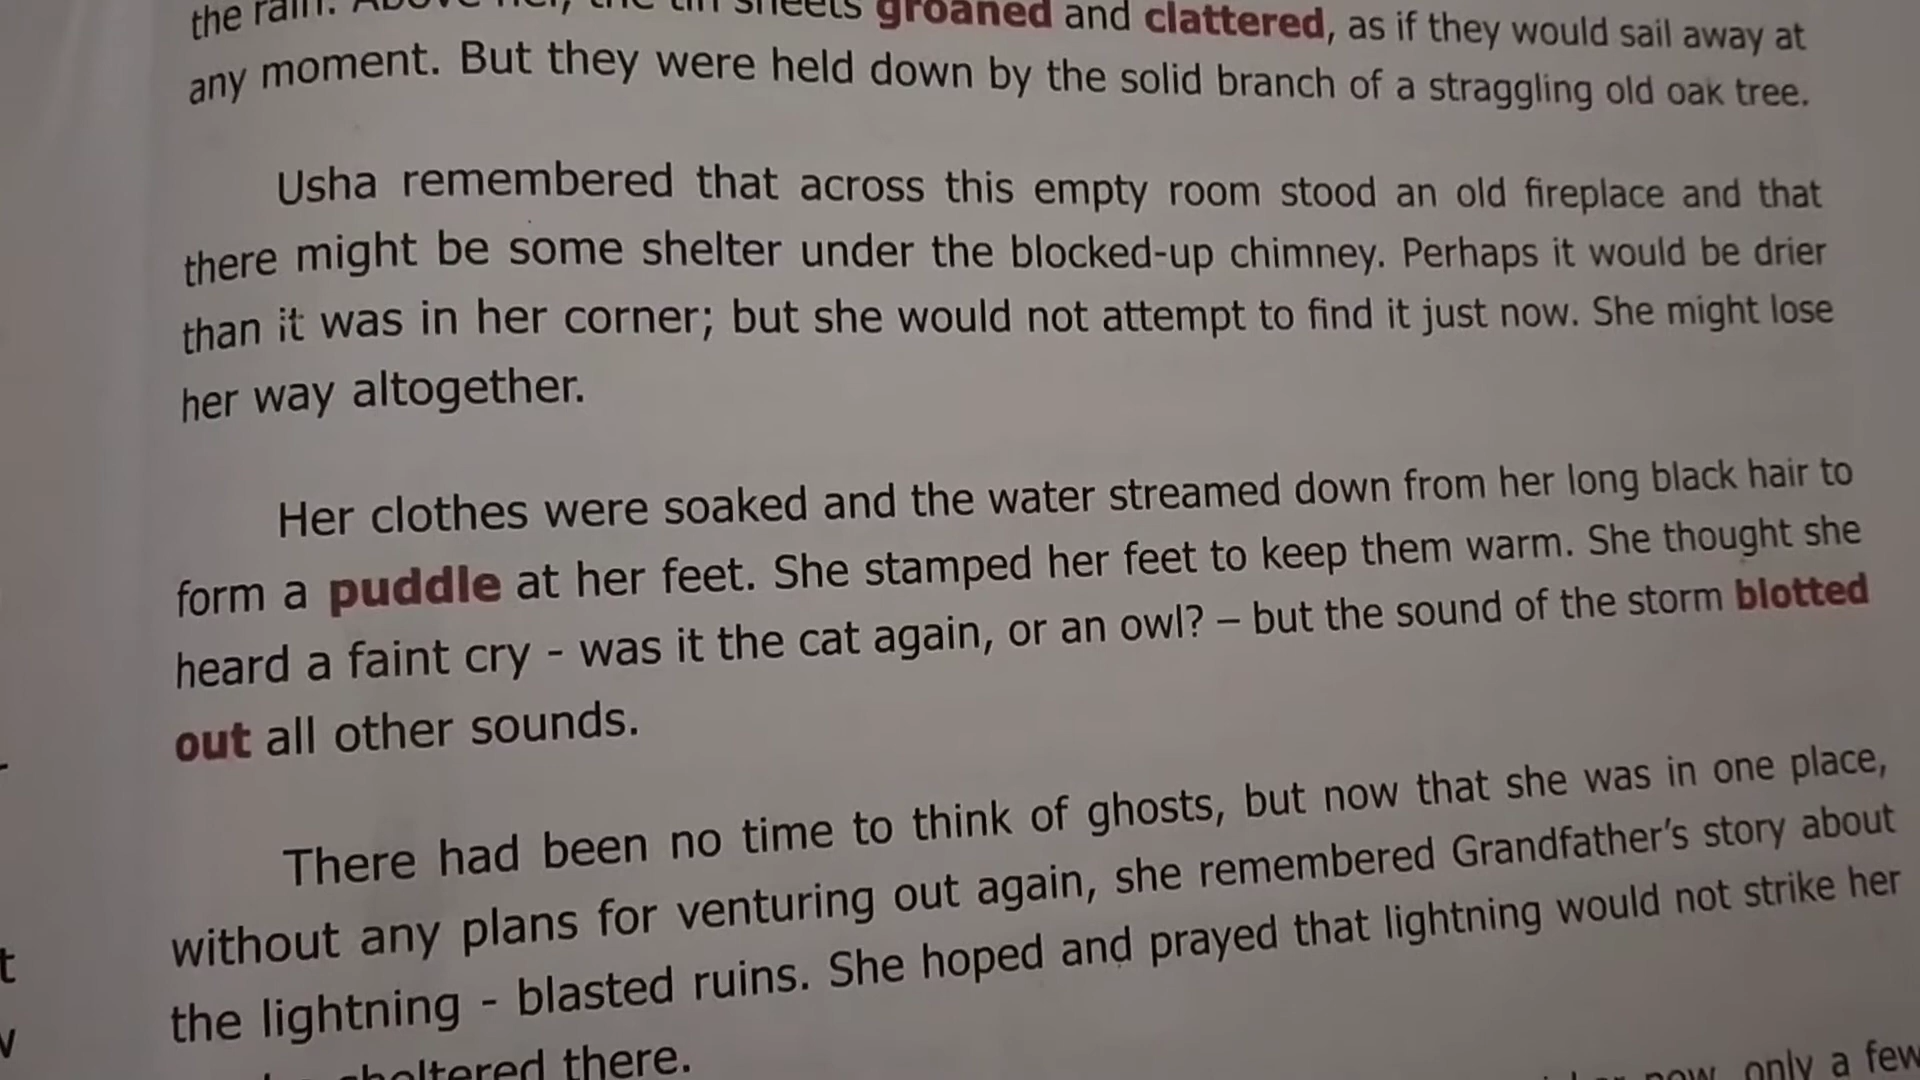 the rain. Above her, the tin sheets groaned and clattered, as if they would sail away at
any moment. But they were held down by the solid branch of a straggling old oak tree.
Usha remembered that across this empty room stood an old fireplace and that
there might be some shelter under the blocked-up chimney. Perhaps it would be drier
than it was in her corner; but she would not attempt to find it just now. She might lose
her way altogether.
Her clothes were soaked and the water streamed down from her long black hair to
form a puddle at her feet. She stamped her feet to keep them warm. She thought she
heard a faint cry - was it the cat again, or an owl? – but the sound of the storm blotted
out all other sounds.
There had been no time to think of ghosts, but now that she was in one place,
without any plans for venturing out again, she remembered Grandfather’s story about
the lightning - blasted ruins. She hoped and prayed that lightning would not strike her
sheltered there.
now, only a few